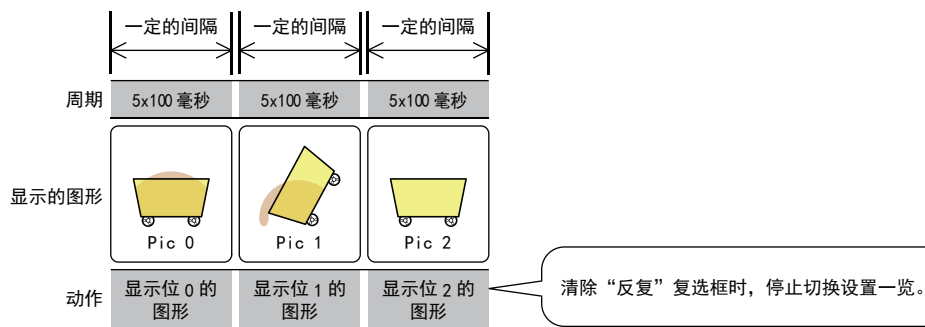 一定的间隔 一定的间隔 一定的间隔
周期 5x100 毫秒 5x100 毫秒 5x100 毫秒
显示的图形
Pic 0 Pic 1 Pic 2
动作 显示位 0 的 显示位 1 的 显示位 2 的
图形 图形 图形
清除“反复”复选框时，停止切换设置一览。